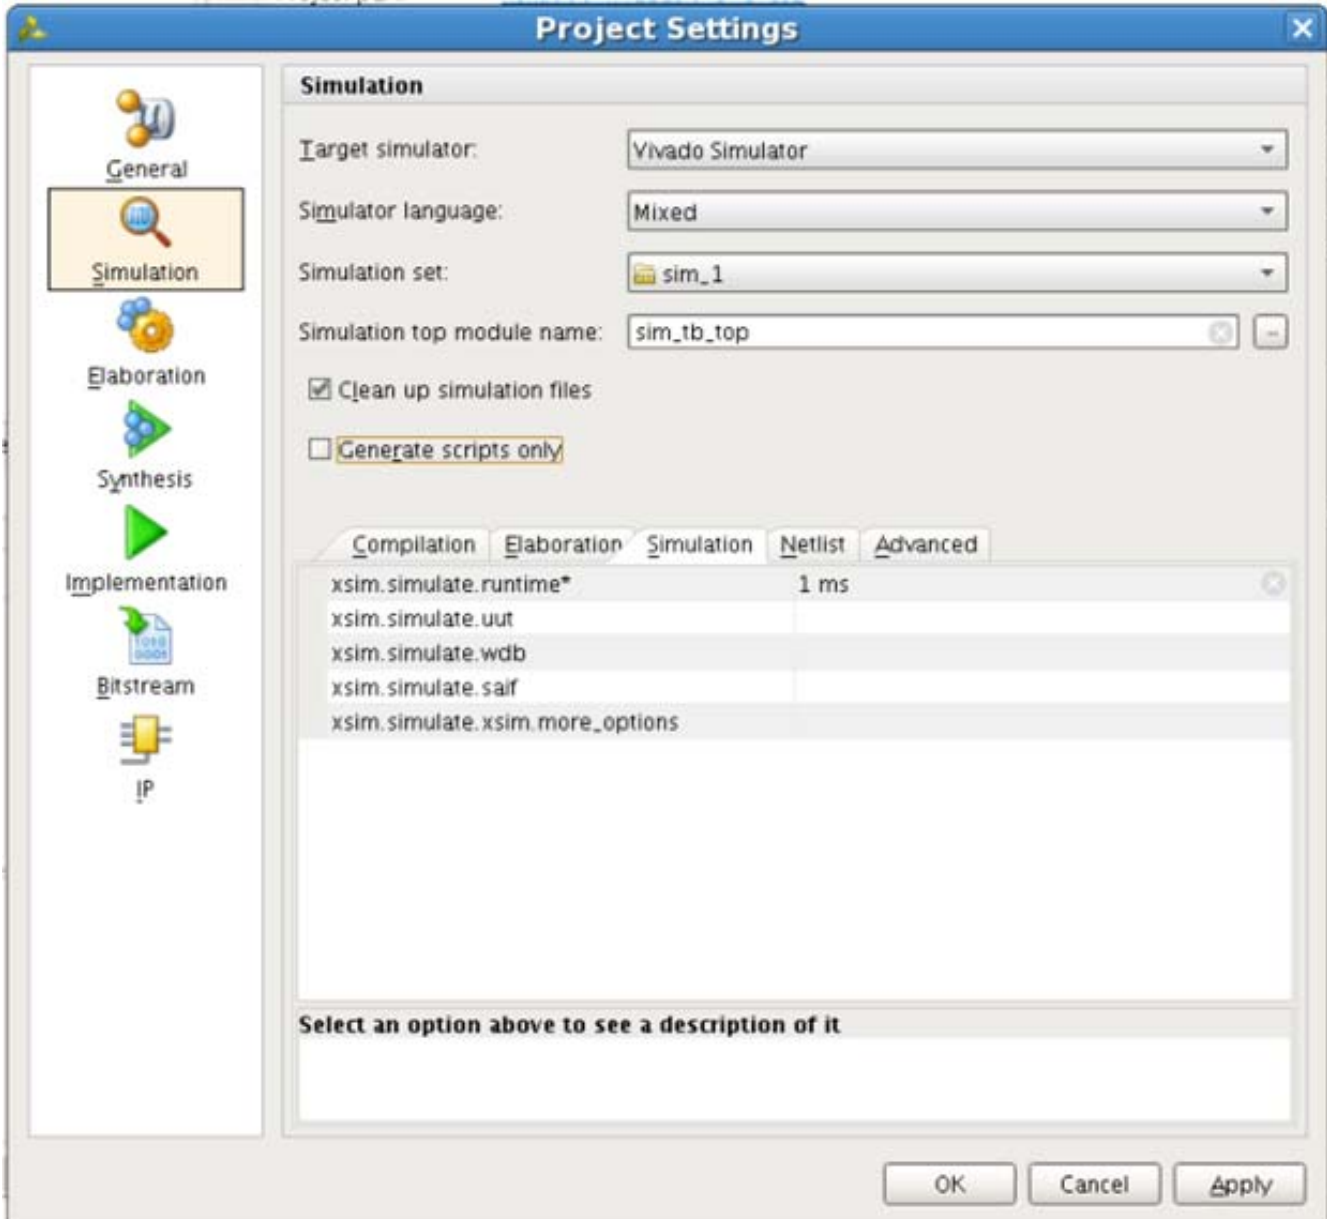 Project Settings
General
Simulation
Elaboration
Synthesis
Implementation
Bitstream
IP
Simulation
Target simulator: Vivado Simulator
Simulator language: Mixed
Simulation set: sim_1
Simulation top module name: sim_tb_top
Clean up simulation files
Generate scripts only
Compilation Elaboration Simulation Netlist Advanced
xsim.simulate.runtime* 1 ms
xsim.simulate.uut
xsim.simulate.wdb
xsim.simulate.saif
xsim.simulate.xsim.more_options
Select an option above to see a description of it
OK Cancel Apply